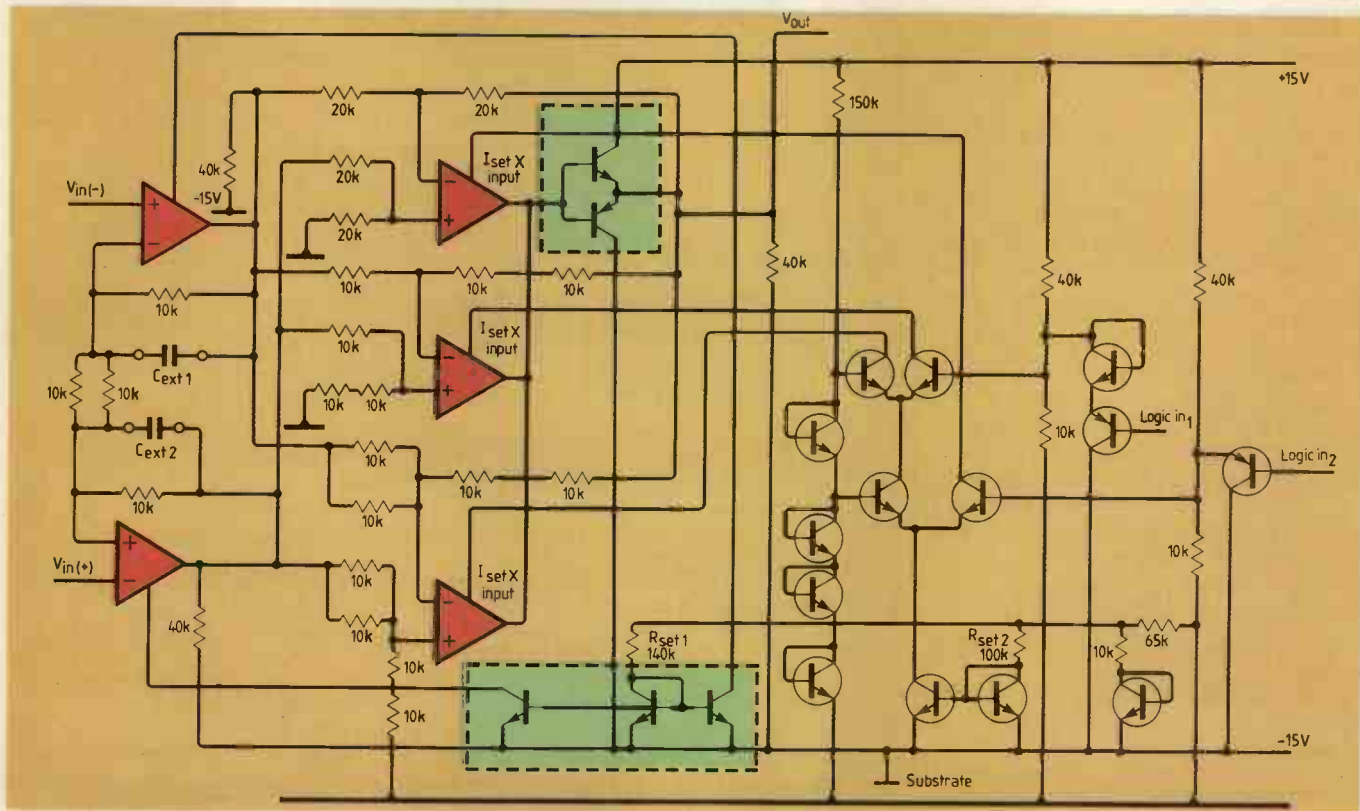 Vout
+15V
150k
20k
20k
40k
-15V
Vin(-)
20k
20k
Iset X
input
40k
40k
40k
10k
10k
10k
10k
10k
Iset X
input
10k
10k
10k
10k
Cext 1
10k
Logic in1
Cext 2
10k
10k
10k
10k
10k
Logic in2
Vin(+)
10k
10k
Iset X
input
10k
40k
10k
10k
Rset 1
140k
Rset 2
100k
10k
65k
-15V
Substrate